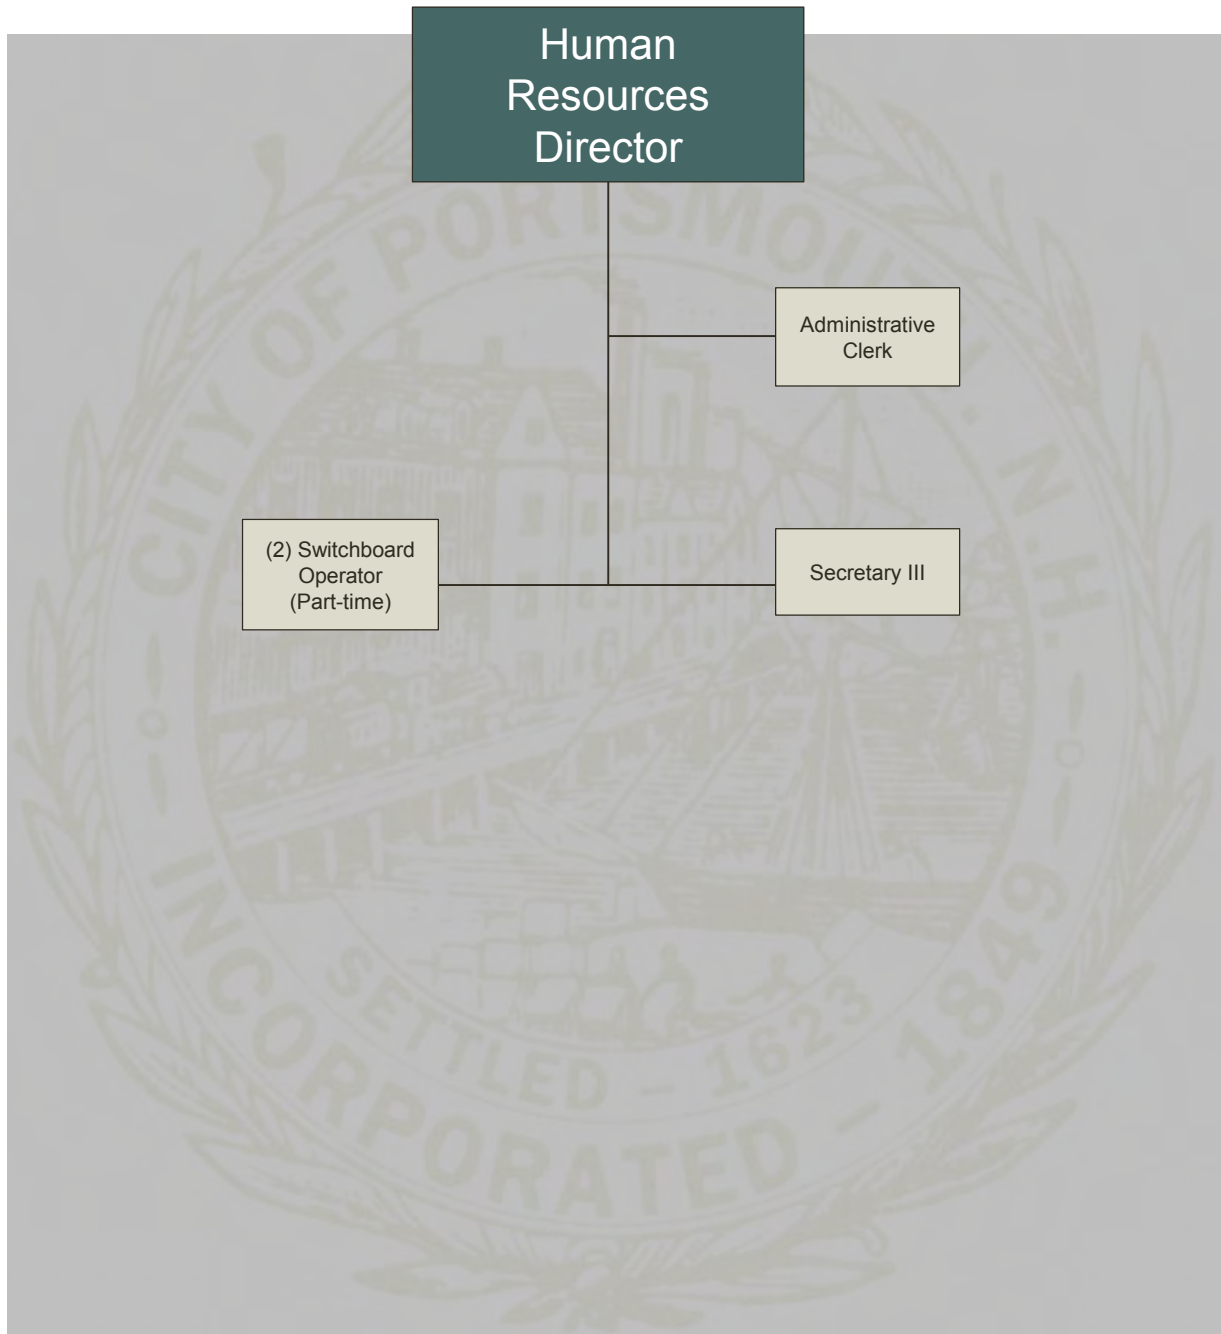 Human
Resources
Director
Administrative
Clerk
(2) Switchboard
Operator
(Part-time)
Secretary III
CITY OF PORTSMOUTH, N.H.
INCORPORATED - 1849
SETTLED - 1623